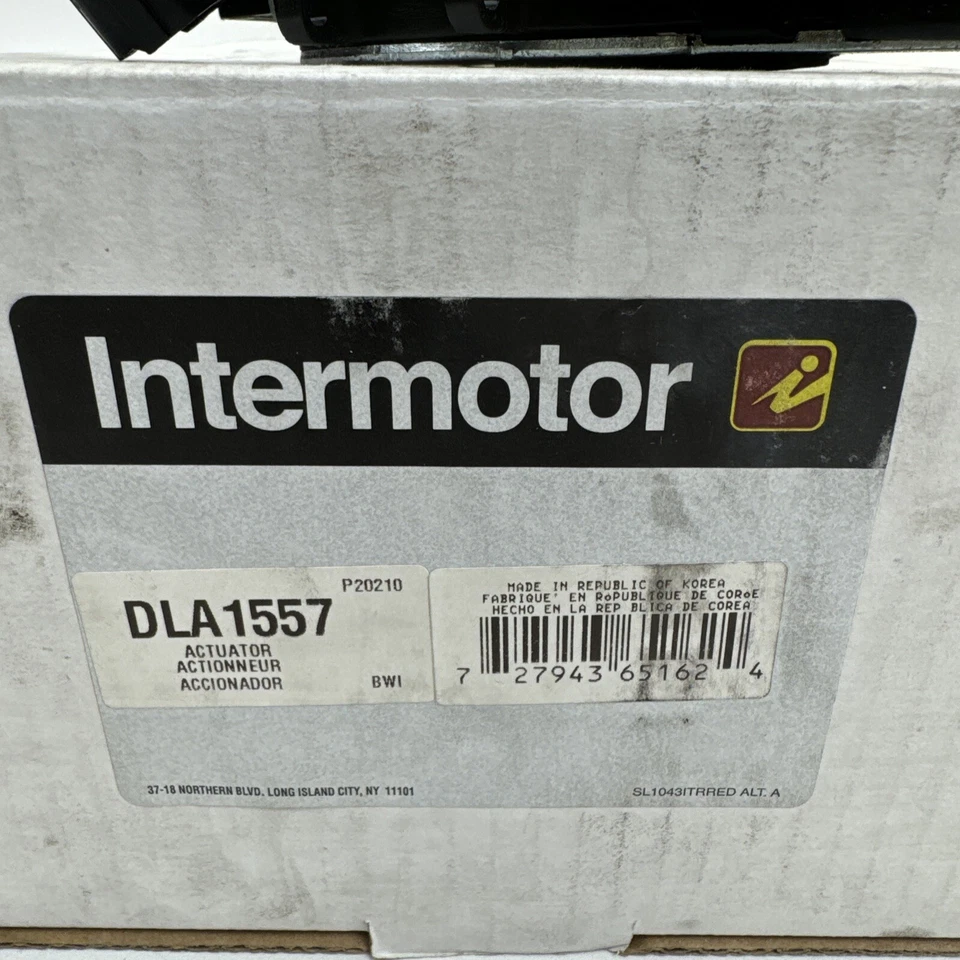 Intermotor
P20210
DLA1557
ACTUATOR
ACTIONNEUR
ACCIONADOR
BWI
MADE IN REPUBLIC OF KOREA
FABRIQUE' EN RoPUBLIQUE DE CORoE
HECHO EN LA REP BLICA DE COREA
7 27943 65162 4
37-18 NORTHERN BLVD. LONG ISLAND CITY, NY 11101
SL1043ITRRED ALT. A